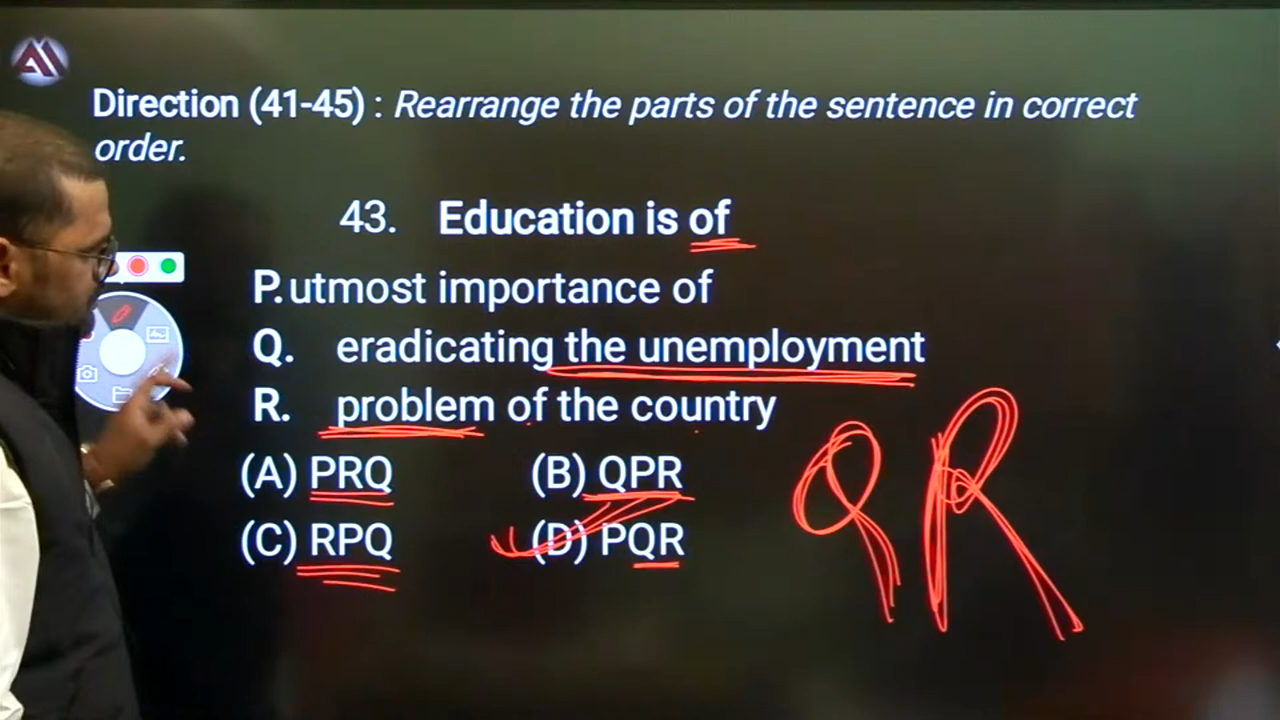 Direction (41-45) : Rearrange the parts of the sentence in correct
order.
43. Education is of
P. utmost importance of
Q. eradicating the unemployment
R. problem of the country
(A) PRQ (B) QPR
(C) RPQ (D) PQR
QR